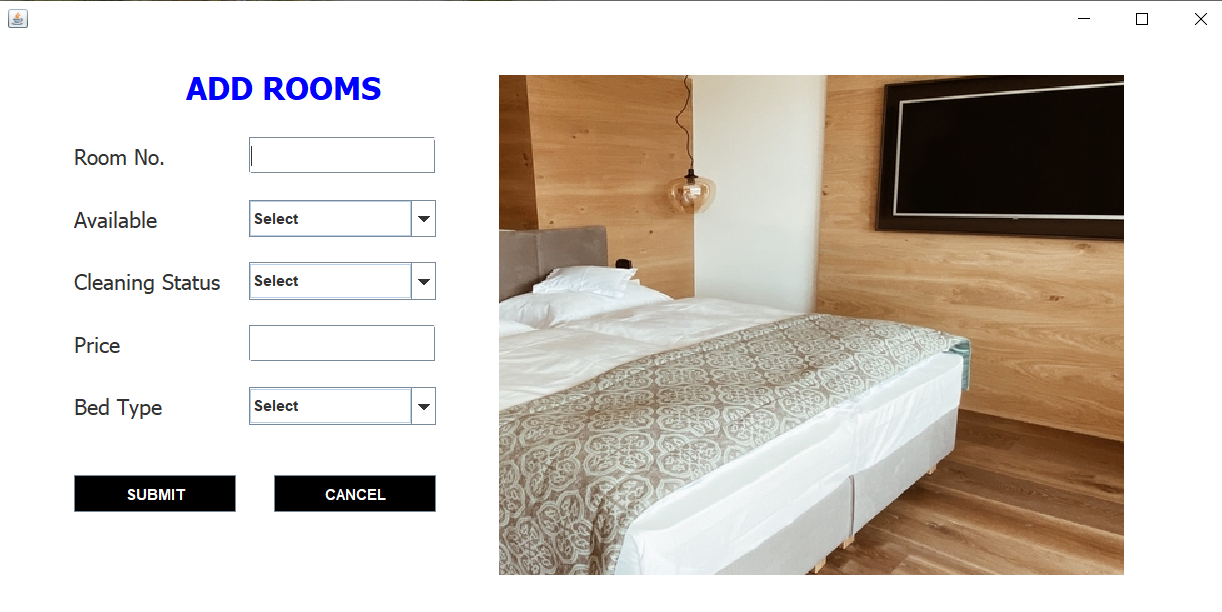 ADD ROOMS
Room No.
Available Select
Cleaning Status Select
Price
Bed Type Select
SUBMIT CANCEL